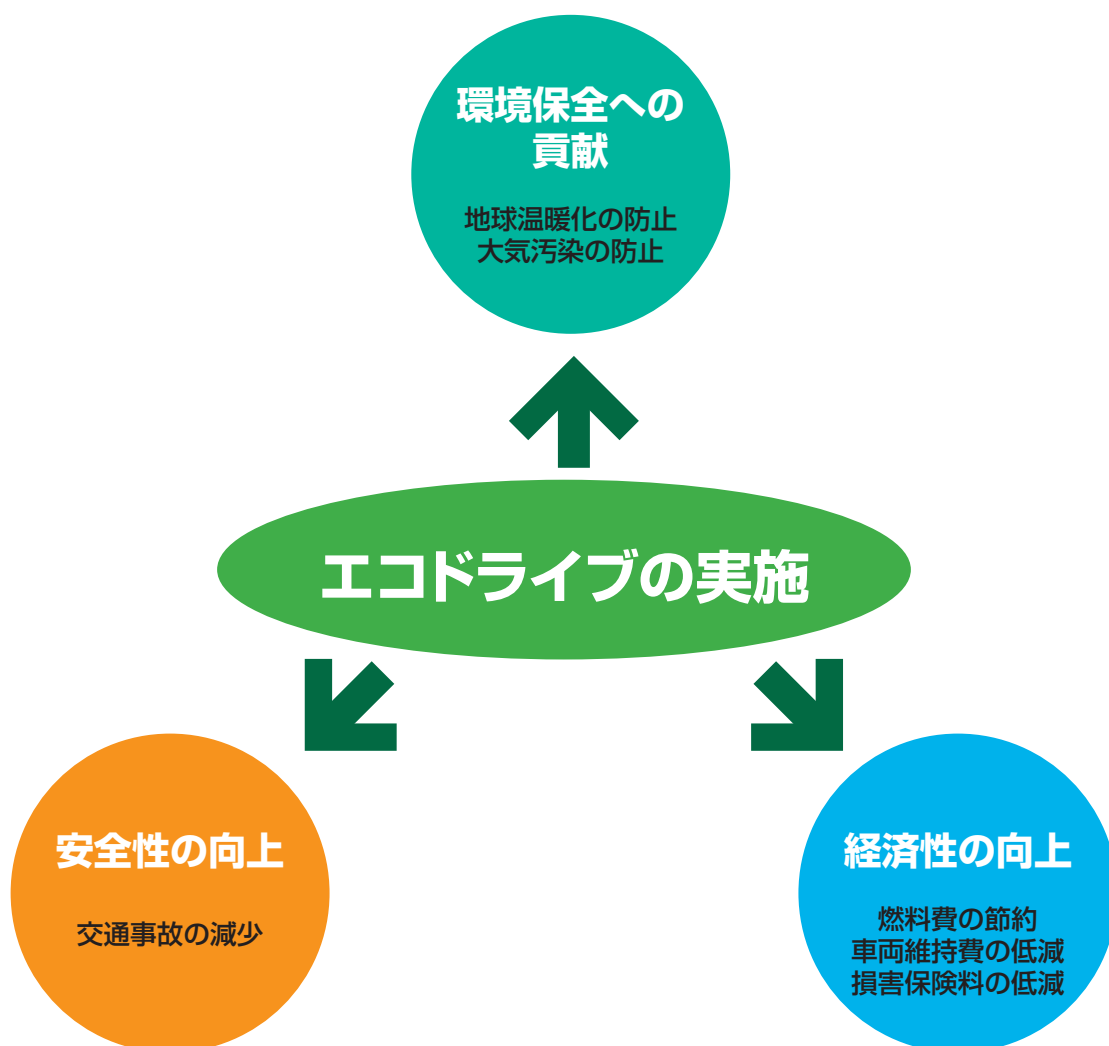 環境保全への
貢献
地球温暖化の防止
大気汚染の防止
エコドライブの実施
安全性の向上
交通事故の減少
経済性の向上
燃料費の節約
車両維持費の低減
損害保険料の低減